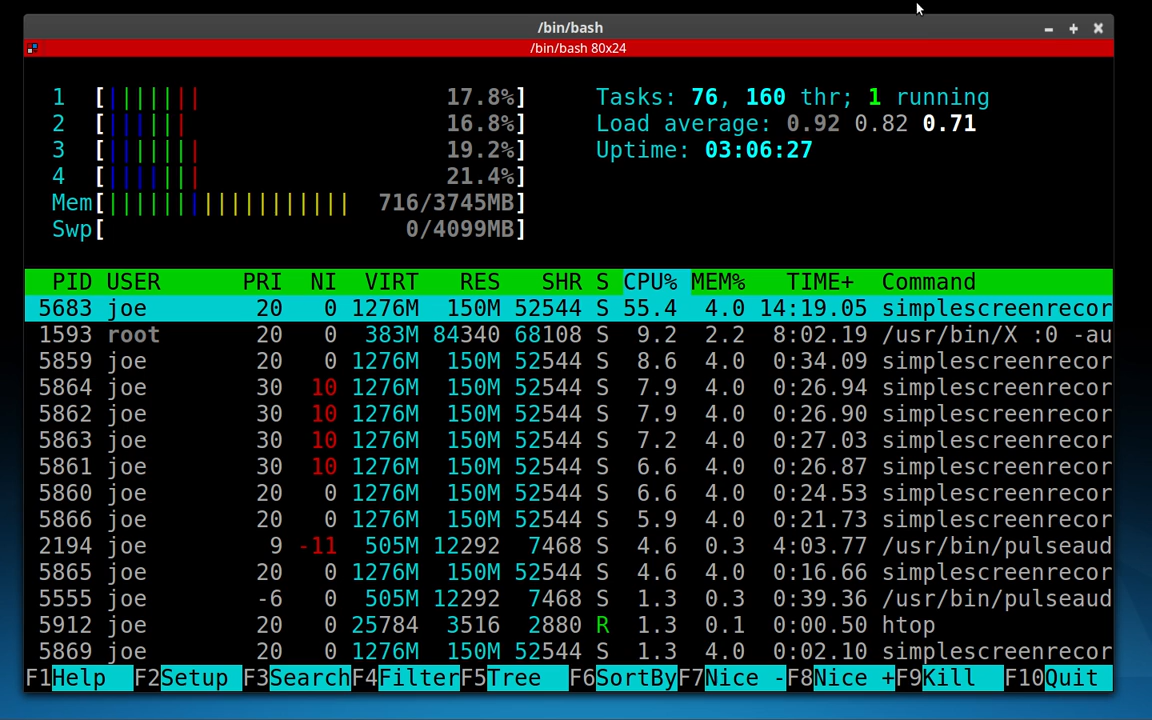 /bin/bash
/bin/bash 80x24
1 [||||||| 17.8%] Tasks: 76, 160 thr; 1 running
2 [|||||| 16.8%] Load average: 0.92 0.82 0.71
3 [||||||| 19.2%] Uptime: 03:06:27
4 [||||||| 21.4%]
Mem[|||||||||||||||||| 716/3745MB]
Swp[ 0/4099MB]
PID USER PRI NI VIRT RES SHR S CPU% MEM% TIME+ Command
5683 joe 20 0 1276M 150M 52544 S 55.4 4.0 14:19.05 simplescreenrecor
1593 root 20 0 383M 84340 68108 S 9.2 2.2 8:02.19 /usr/bin/X :0 -au
5859 joe 20 0 1276M 150M 52544 S 8.6 4.0 0:34.09 simplescreenrecor
5864 joe 30 10 1276M 150M 52544 S 7.9 4.0 0:26.94 simplescreenrecor
5862 joe 30 10 1276M 150M 52544 S 7.9 4.0 0:26.90 simplescreenrecor
5863 joe 30 10 1276M 150M 52544 S 7.2 4.0 0:27.03 simplescreenrecor
5861 joe 30 10 1276M 150M 52544 S 6.6 4.0 0:26.87 simplescreenrecor
5860 joe 20 0 1276M 150M 52544 S 6.6 4.0 0:24.53 simplescreenrecor
5866 joe 20 0 1276M 150M 52544 S 5.9 4.0 0:21.73 simplescreenrecor
2194 joe 9 -11 505M 12292 7468 S 4.6 0.3 4:03.77 /usr/bin/pulseaud
5865 joe 20 0 1276M 150M 52544 S 4.6 4.0 0:16.66 simplescreenrecor
5555 joe -6 0 505M 12292 7468 S 1.3 0.3 0:39.36 /usr/bin/pulseaud
5912 joe 20 0 25784 3516 2880 R 1.3 0.1 0:00.50 htop
5869 joe 20 0 1276M 150M 52544 S 1.3 4.0 0:02.10 simplescreenrecor
F1Help F2Setup F3SearchF4FilterF5Tree F6SortByF7Nice -F8Nice +F9Kill F10Quit